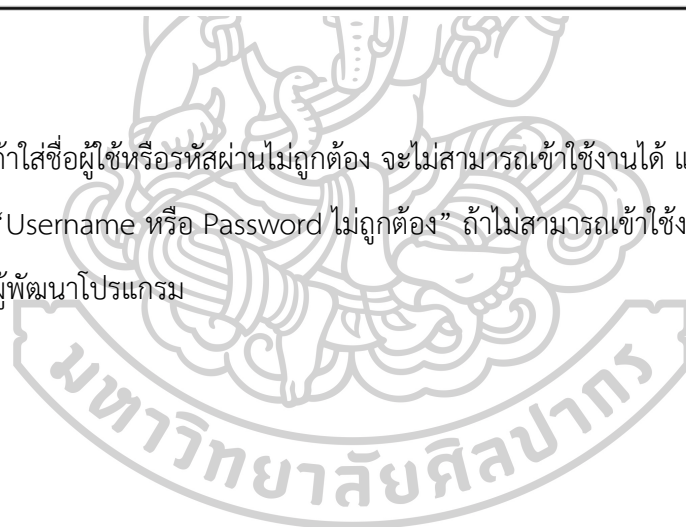 ถ้าใส่ชื่อผู้ใช้หรือรหัสผ่านไม่ถูกต้อง จะไม่สามารถเข้าใช้งานได้
“Username หรือ Password ไม่ถูกต้อง” ถ้าไม่สามารถเข้าใช้
ผู้พัฒนาโปรแกรม
มหาวิทยาลัยศิลปากร